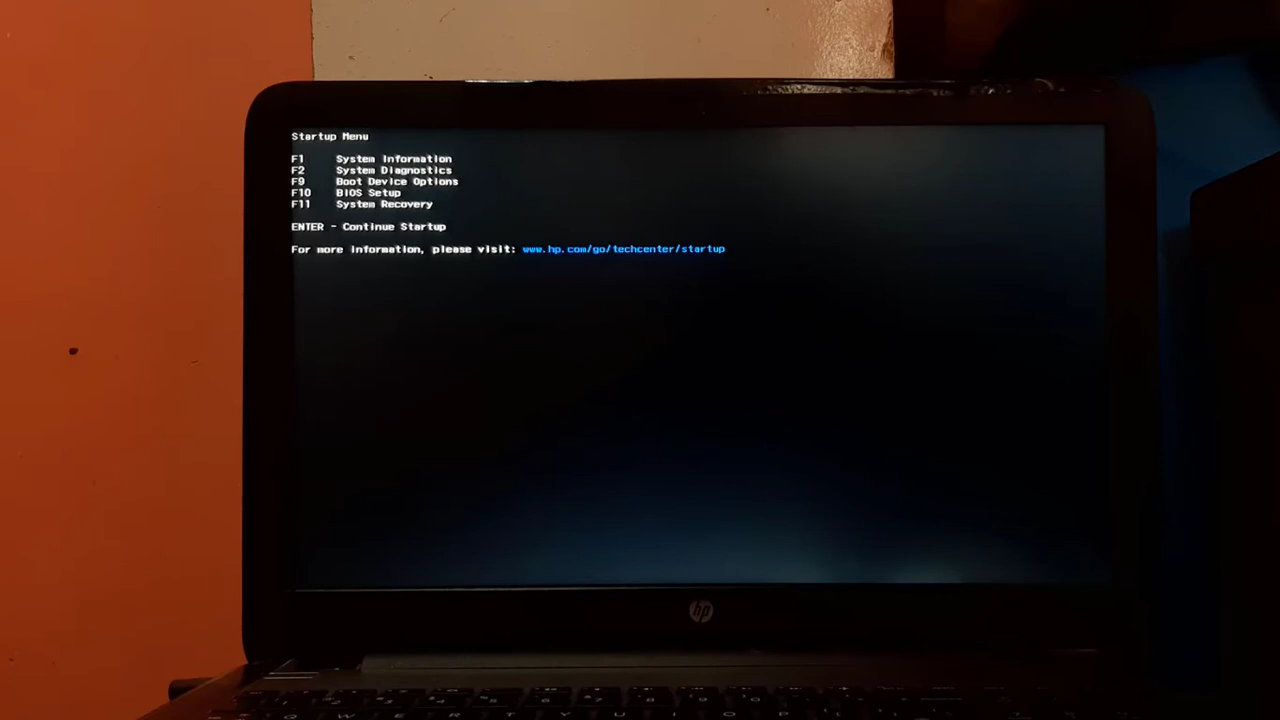 Startup Menu
F1 System Information
F2 System Diagnostics
F9 Boot Device Options
F10 BIOS Setup
F11 System Recovery
ENTER - Continue Startup
For more information, please visit: www.hp.com/go/techcenter/startup
hp
Q W E R T Y U I O P